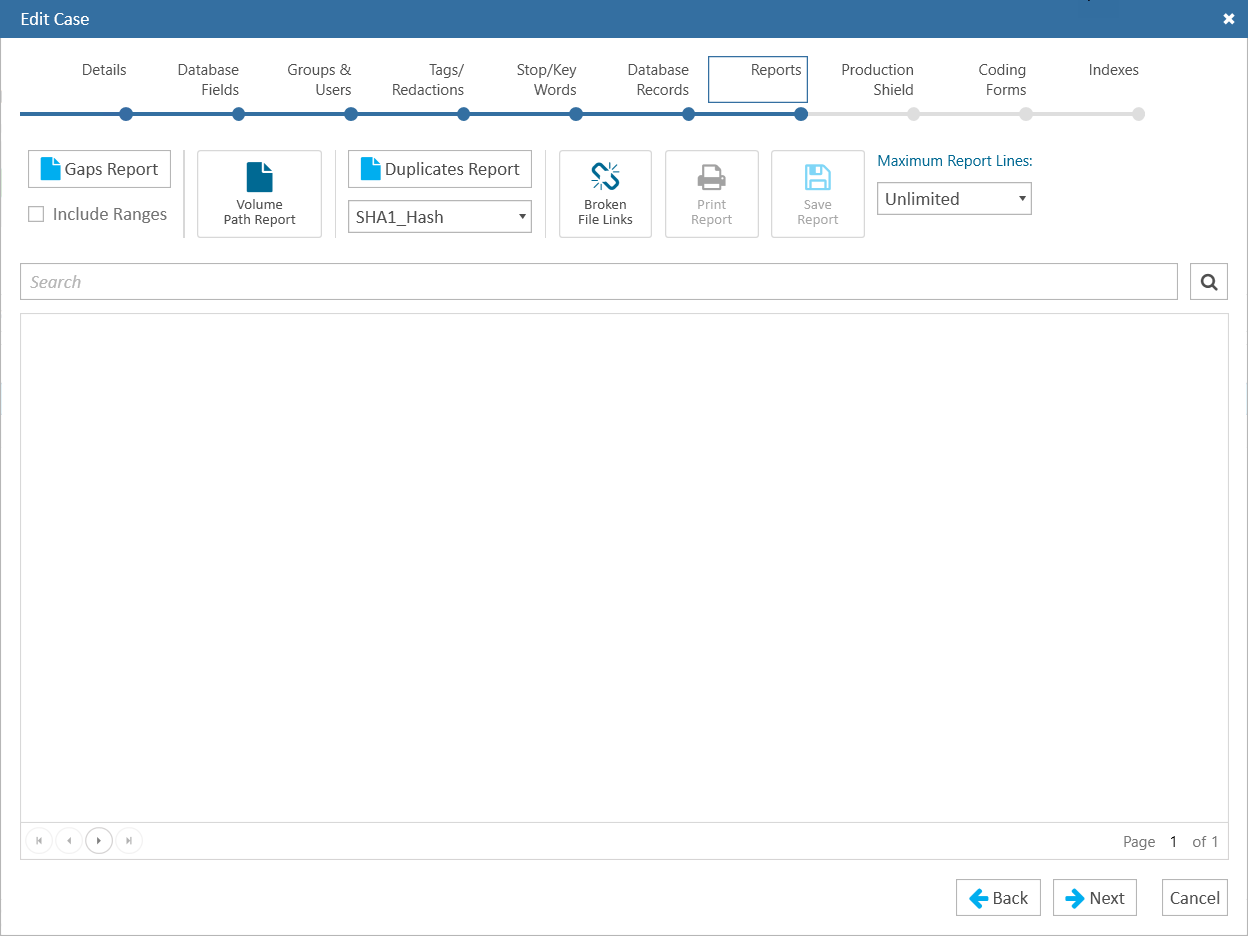 Edit Case
Details
Database
Fields
Groups &
Users
Tags/
Redactions
Stop/Key
Words
Database
Records
Reports
Production
Shield
Coding
Forms
Indexes
Gaps Report
Include Ranges
Volume
Path Report
Duplicates Report
SHA1_Hash
Broken
File Links
Print
Report
Save
Report
Maximum Report Lines:
Unlimited
Search
Page 1 of 1
Back
Next
Cancel